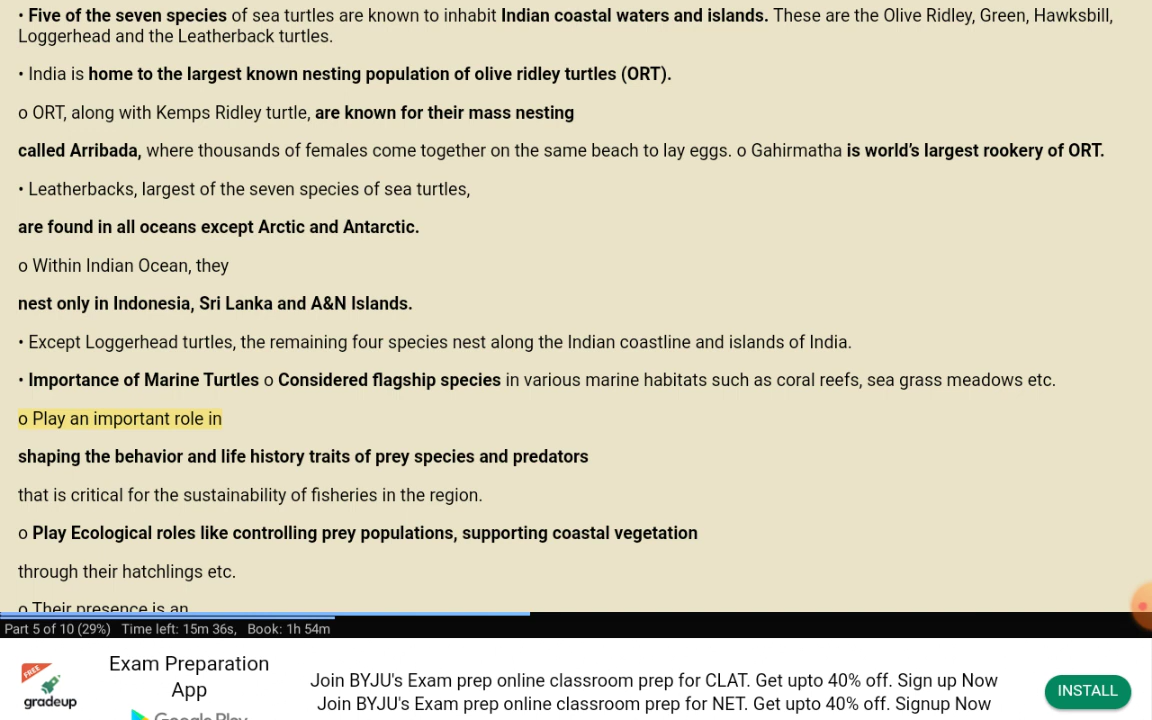 • Five of the seven species of sea turtles are known to inhabit Indian coastal waters and islands. These are the Olive Ridley, Green, Hawksbill,
Loggerhead and the Leatherback turtles.
• India is home to the largest known nesting population of olive ridley turtles (ORT).
o ORT, along with Kemps Ridley turtle, are known for their mass nesting
called Arribada, where thousands of females come together on the same beach to lay eggs. o Gahirmatha is world’s largest rookery of ORT.
• Leatherbacks, largest of the seven species of sea turtles,
are found in all oceans except Arctic and Antarctic.
o Within Indian Ocean, they
nest only in Indonesia, Sri Lanka and A&N Islands.
• Except Loggerhead turtles, the remaining four species nest along the Indian coastline and islands of India.
• Importance of Marine Turtles o Considered flagship species in various marine habitats such as coral reefs, sea grass meadows etc.
o Play an important role in
shaping the behavior and life history traits of prey species and predators
that is critical for the sustainability of fisheries in the region.
o Play Ecological roles like controlling prey populations, supporting coastal vegetation
through their hatchlings etc.
o Their presence is an
Part 5 of 10 (29%) Time left: 15m 36s, Book: 1h 54m
FREE
gradeup
Exam Preparation
App
Google Play
Join BYJU's Exam prep online classroom prep for CLAT. Get upto 40% off. Sign up Now
Join BYJU's Exam prep online classroom prep for NET. Get upto 40% off. Signup Now
INSTALL